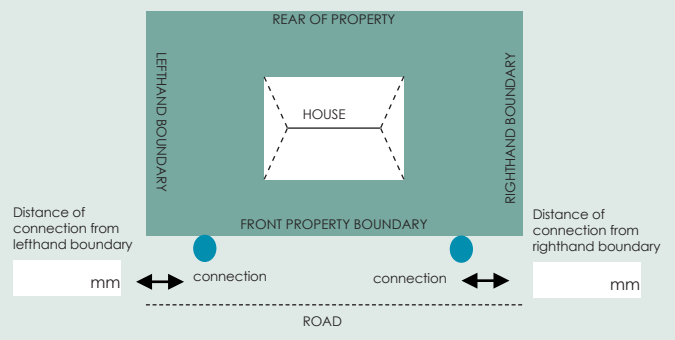 REAR OF PROPERTY
LEFTHAND BOUNDARY
HOUSE
RIGHTHAND BOUNDARY
FRONT PROPERTY BOUNDARY
Distance of
connection from
lefthand boundary
mm
connection
connection
Distance of
connection from
righthand boundary
mm
ROAD